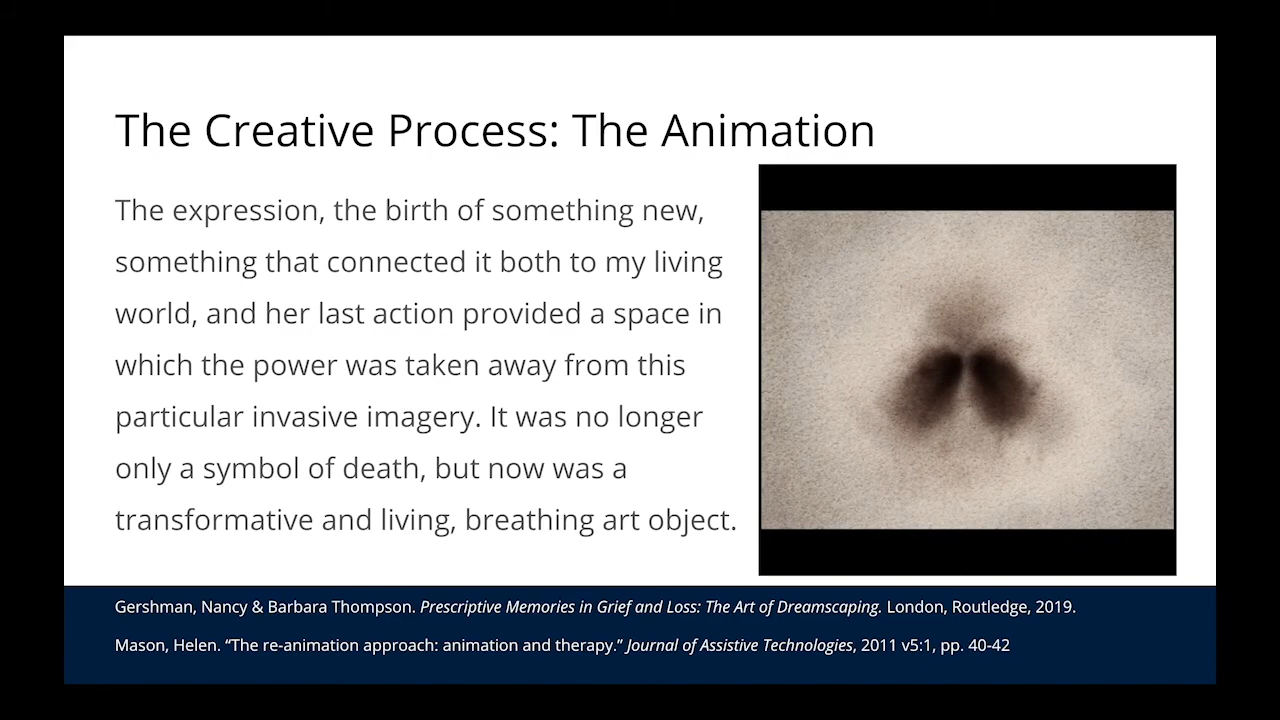 The Creative Process: The Animation
The expression, the birth of something new,
something that connected it both to my living
world, and her last action provided a space in
which the power was taken away from this
particular invasive imagery. It was no longer
only a symbol of death, but now was a
transformative and living, breathing art object.
Gershman, Nancy & Barbara Thompson. Prescriptive Memories in Grief and Loss: The Art of Dreamscaping. London, Routledge, 2019.
Mason, Helen. “The re-animation approach: animation and therapy.” Journal of Assistive Technologies, 2011 v5:1, pp. 40-42